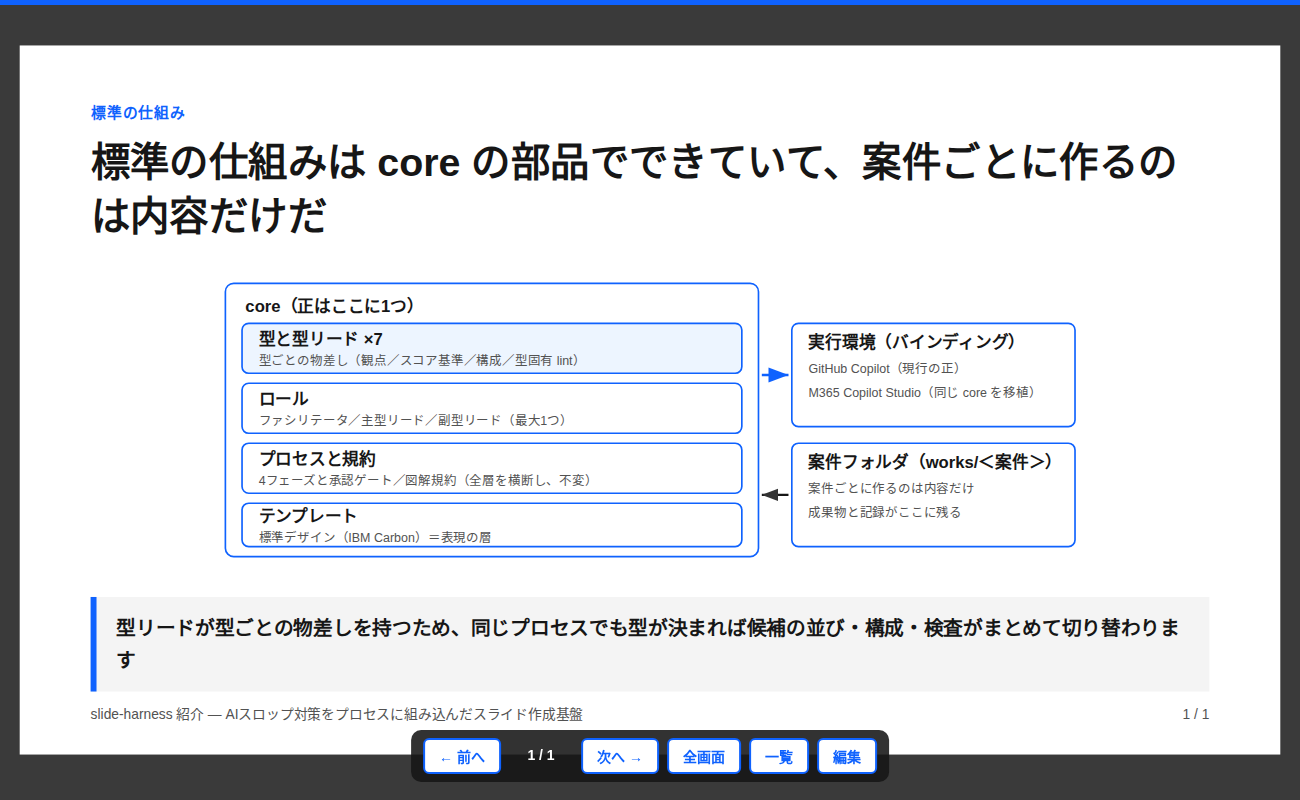 標準の仕組み
標準の仕組みは core の部品でできていて、案件ごとに作るの
は内容だけだ
core（正はここに1つ）
型と型リード ×7
型ごとの物差し（観点／スコア基準／構成／型固有 lint）
ロール
ファシリテータ／主型リード／副型リード（最大1つ）
プロセスと規約
4フェーズと承認ゲート／図解規約（全層を横断し、不変）
テンプレート
標準デザイン（IBM Carbon）＝表現の層
実行環境（バインディング）
GitHub Copilot（現行の正）
M365 Copilot Studio（同じ core を移植）
案件フォルダ（works/＜案件＞）
案件ごとに作るのは内容だけ
成果物と記録がここに残る
型リードが型ごとの物差しを持つため、同じプロセスでも型が決まれば候補の並び・構成・検査がまとめて切り替わりま
す
slide-harness 紹介 — AIスロップ対策をプロセスに組み込んだスライド作成基盤
1 / 1
← 前へ
1 / 1
次へ →
全画面
一覧
編集